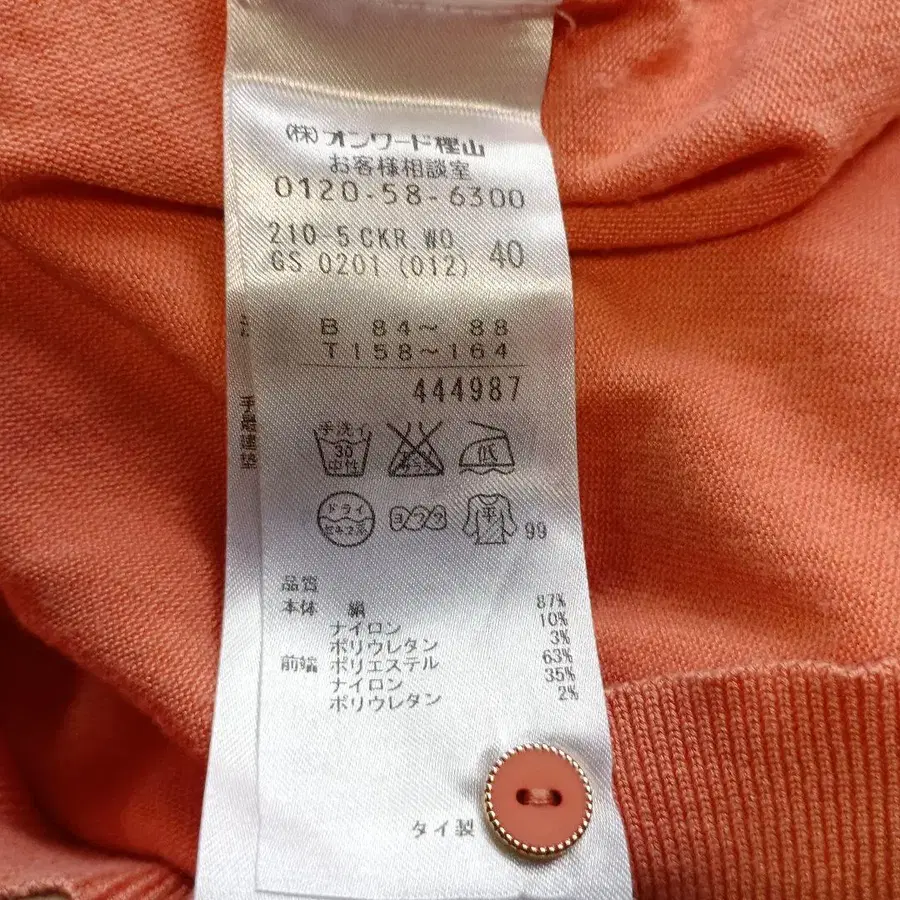 (株)オンワード樫山
お客様相談室
0120-58-6300
210-5 CKR WO
GS 0201 (012) 40
B 84～ 88
T 158～164
444987
手洗イ
30
中性
低
ドライ
セキユ系
ヨワク
平
99
品質
本体 絹 87%
ナイロン 10%
ポリウレタン 3%
前端 ポリエステル 63%
ナイロン 35%
ポリウレタン 2%
タイ製